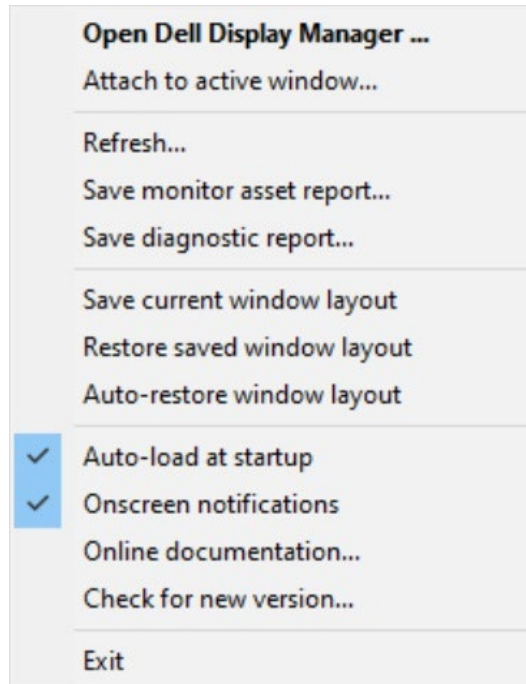 Open Dell Display Manager ...
Attach to active window...
Refresh...
Save monitor asset report...
Save diagnostic report...
Save current window layout
Restore saved window layout
Auto-restore window layout
Auto-load at startup
Onscreen notifications
Online documentation...
Check for new version...
Exit